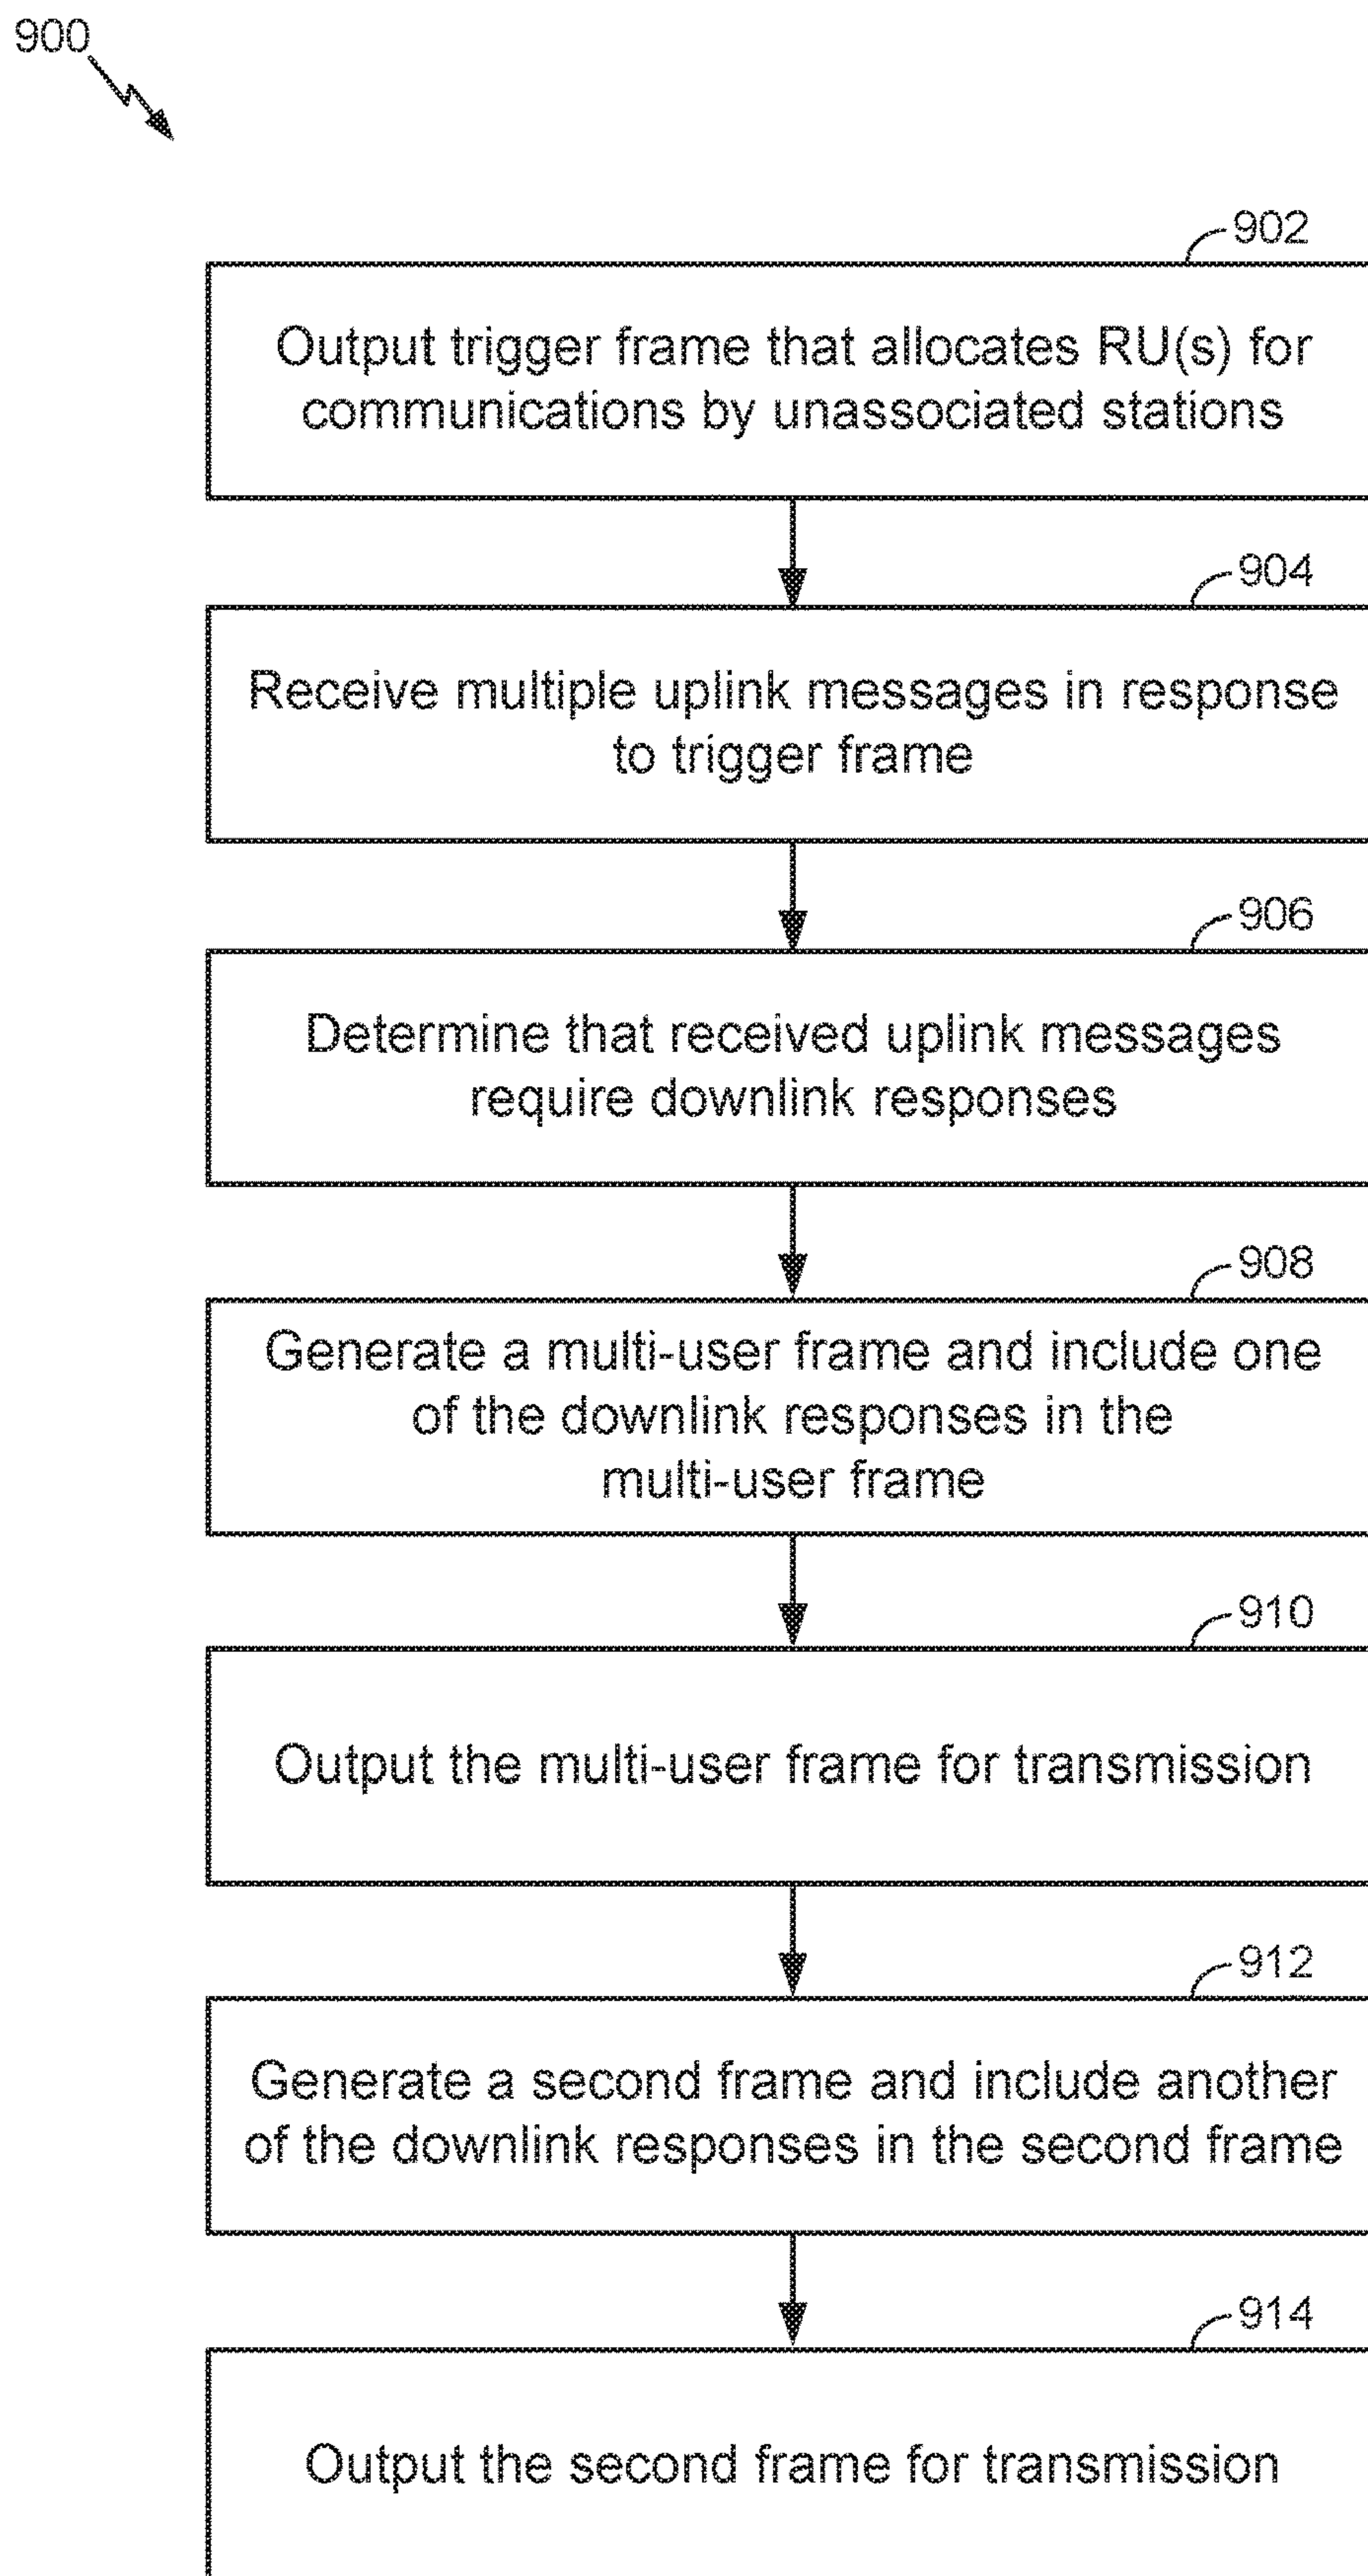 900
902
Output trigger frame that allocates RU(s) for
communications by unassociated stations
904
Receive multiple uplink messages in response
to trigger frame
906
Determine that received uplink messages
require downlink responses
908
Generate a multi-user frame and include one
of the downlink responses in the
multi-user frame
910
Output the multi-user frame for transmission
912
Generate a second frame and include another
of the downlink responses in the second frame
914
Output the second frame for transmission